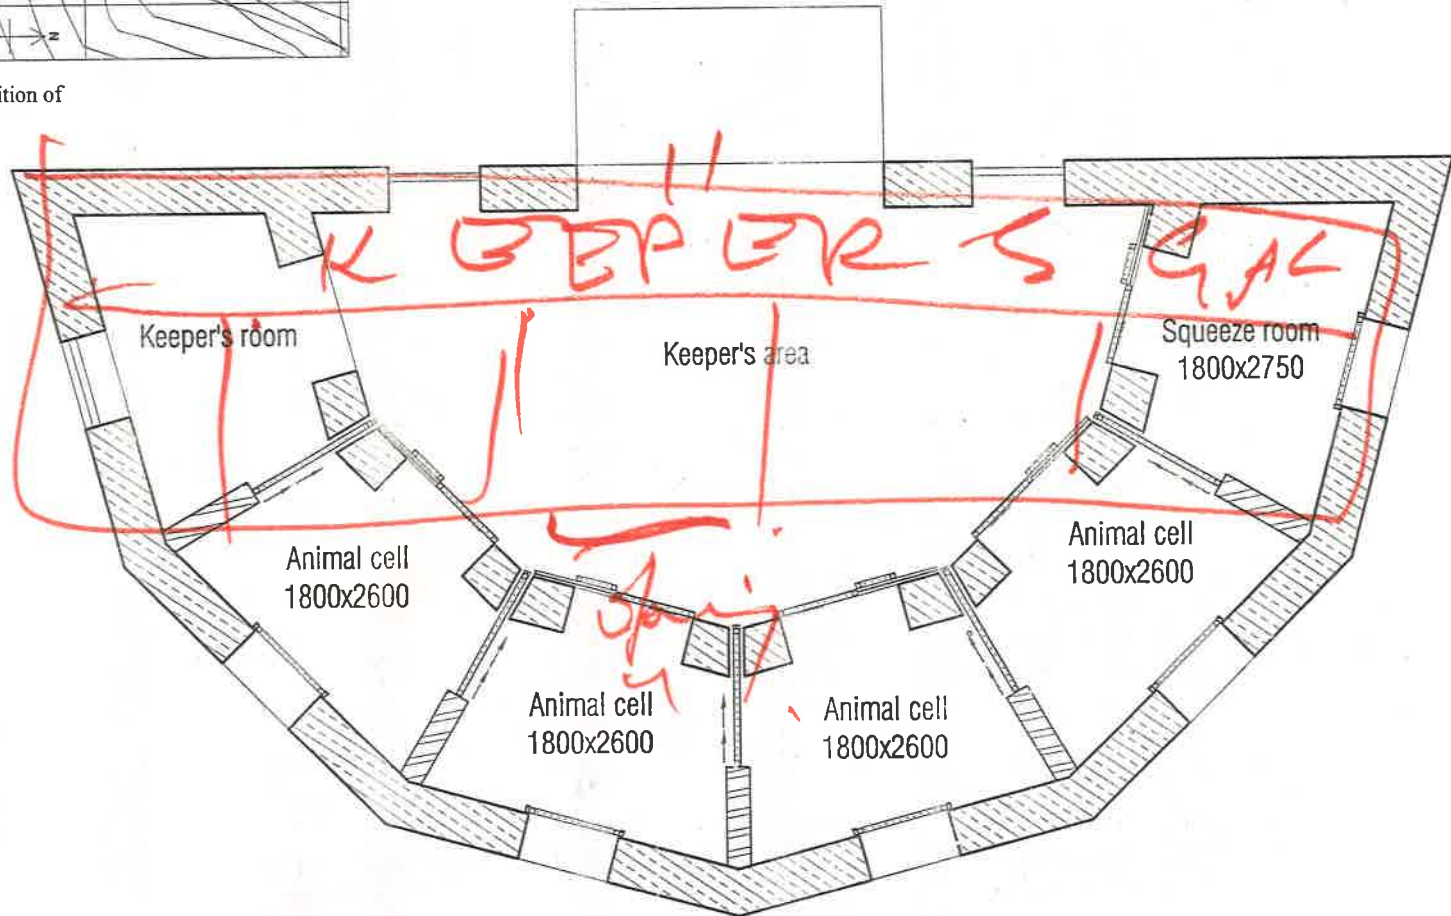 N
ition of
KEEPERS GAL
Keeper's room
Keeper's area
Squeeze room
1800x2750
Animal cell
1800x2600
Animal cell
1800x2600
Animal cell
1800x2600
Animal cell
1800x2600